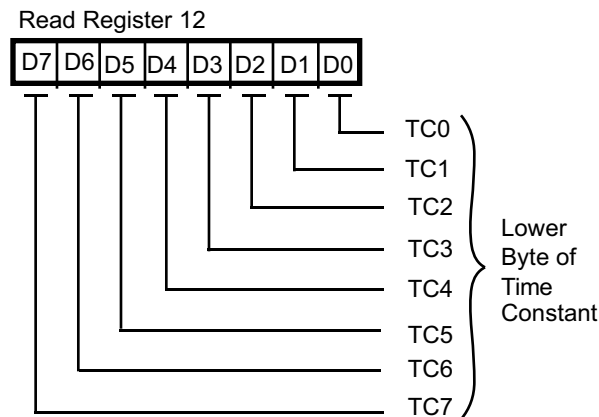 Read Register 12
D7 D6 D5 D4 D3 D2 D1 D0
TC0
TC1
TC2
TC3
TC4
TC5
TC6
TC7
Lower
Byte of
Time
Constant